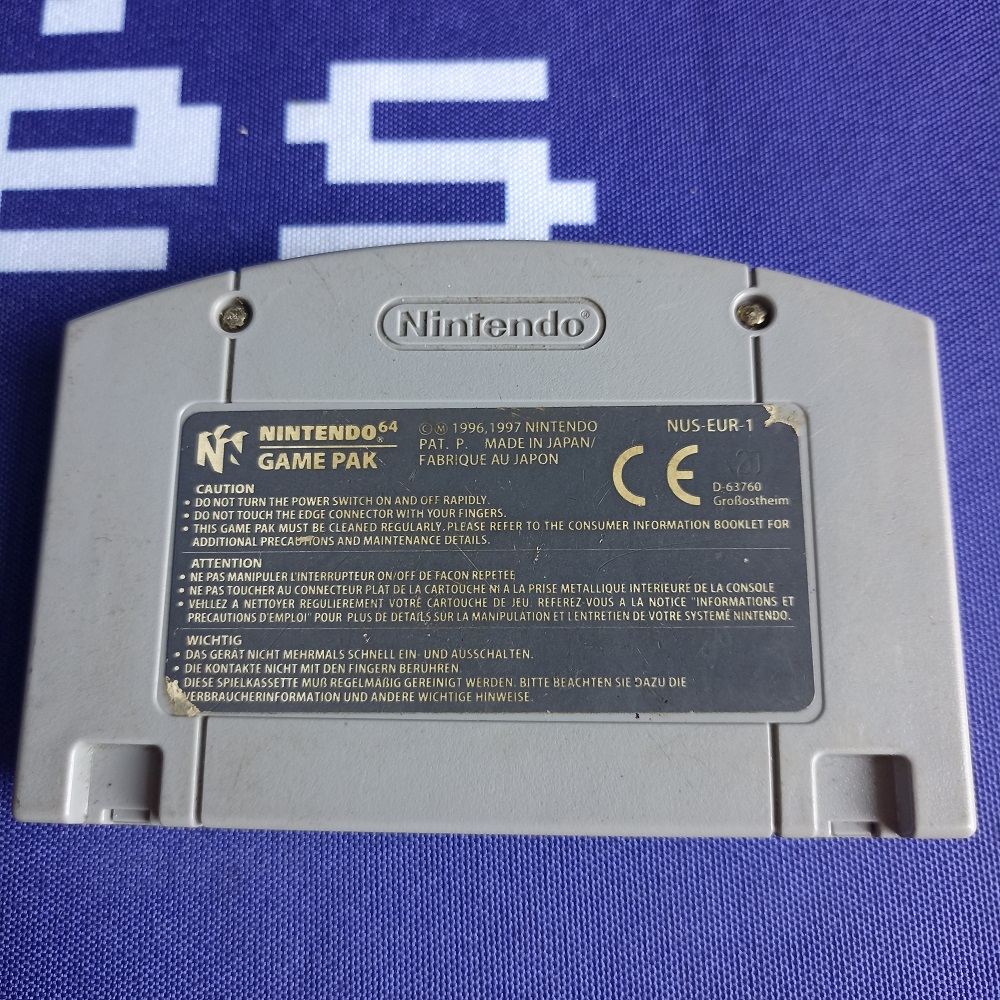 es
Nintendo®
NINTENDO 64®
GAME PAK
©Ⓜ 1996,1997 NINTENDO
PAT. P. MADE IN JAPAN/
FABRIQUE AU JAPON
NUS-EUR-1
CE
D-63760
Großostheim
CAUTION
• DO NOT TURN THE POWER SWITCH ON AND OFF RAPIDLY.
• DO NOT TOUCH THE EDGE CONNECTOR WITH YOUR FINGERS.
• THIS GAME PAK MUST BE CLEANED REGULARLY. PLEASE REFER TO THE CONSUMER INFORMATION BOOKLET FOR
ADDITIONAL PRECAUTIONS AND MAINTENANCE DETAILS.
ATTENTION
• NE PAS MANIPULER L'INTERRUPTEUR ON/OFF DE FACON REPETEE
• NE PAS TOUCHER AU CONNECTEUR PLAT DE LA CARTOUCHE NI A LA PRISE METALLIQUE INTERIEURE DE LA CONSOLE
• VEILLEZ A NETTOYER REGULIEREMENT VOTRE CARTOUCHE DE JEU. REFEREZ VOUS A LA NOTICE "INFORMATIONS ET
PRECAUTIONS D'EMPLOI" POUR PLUS DE DETAILS SUR LA MANIPULATION ET L'ENTRETIEN DE VOTRE SYSTEME NINTENDO.
WICHTIG
• DAS GERÄT NICHT MEHRMALS SCHNELL EIN- UND AUSSCHALTEN.
• DIE KONTAKTE NICHT MIT DEN FINGERN BERÜHREN.
DIESE SPIELKASSETTE MUß REGELMÄßIG GEREINIGT WERDEN. BITTE BEACHTEN SIE DAZU DIE
VERBRAUCHERINFORMATION UND ANDERE WICHTIGE HINWEISE.